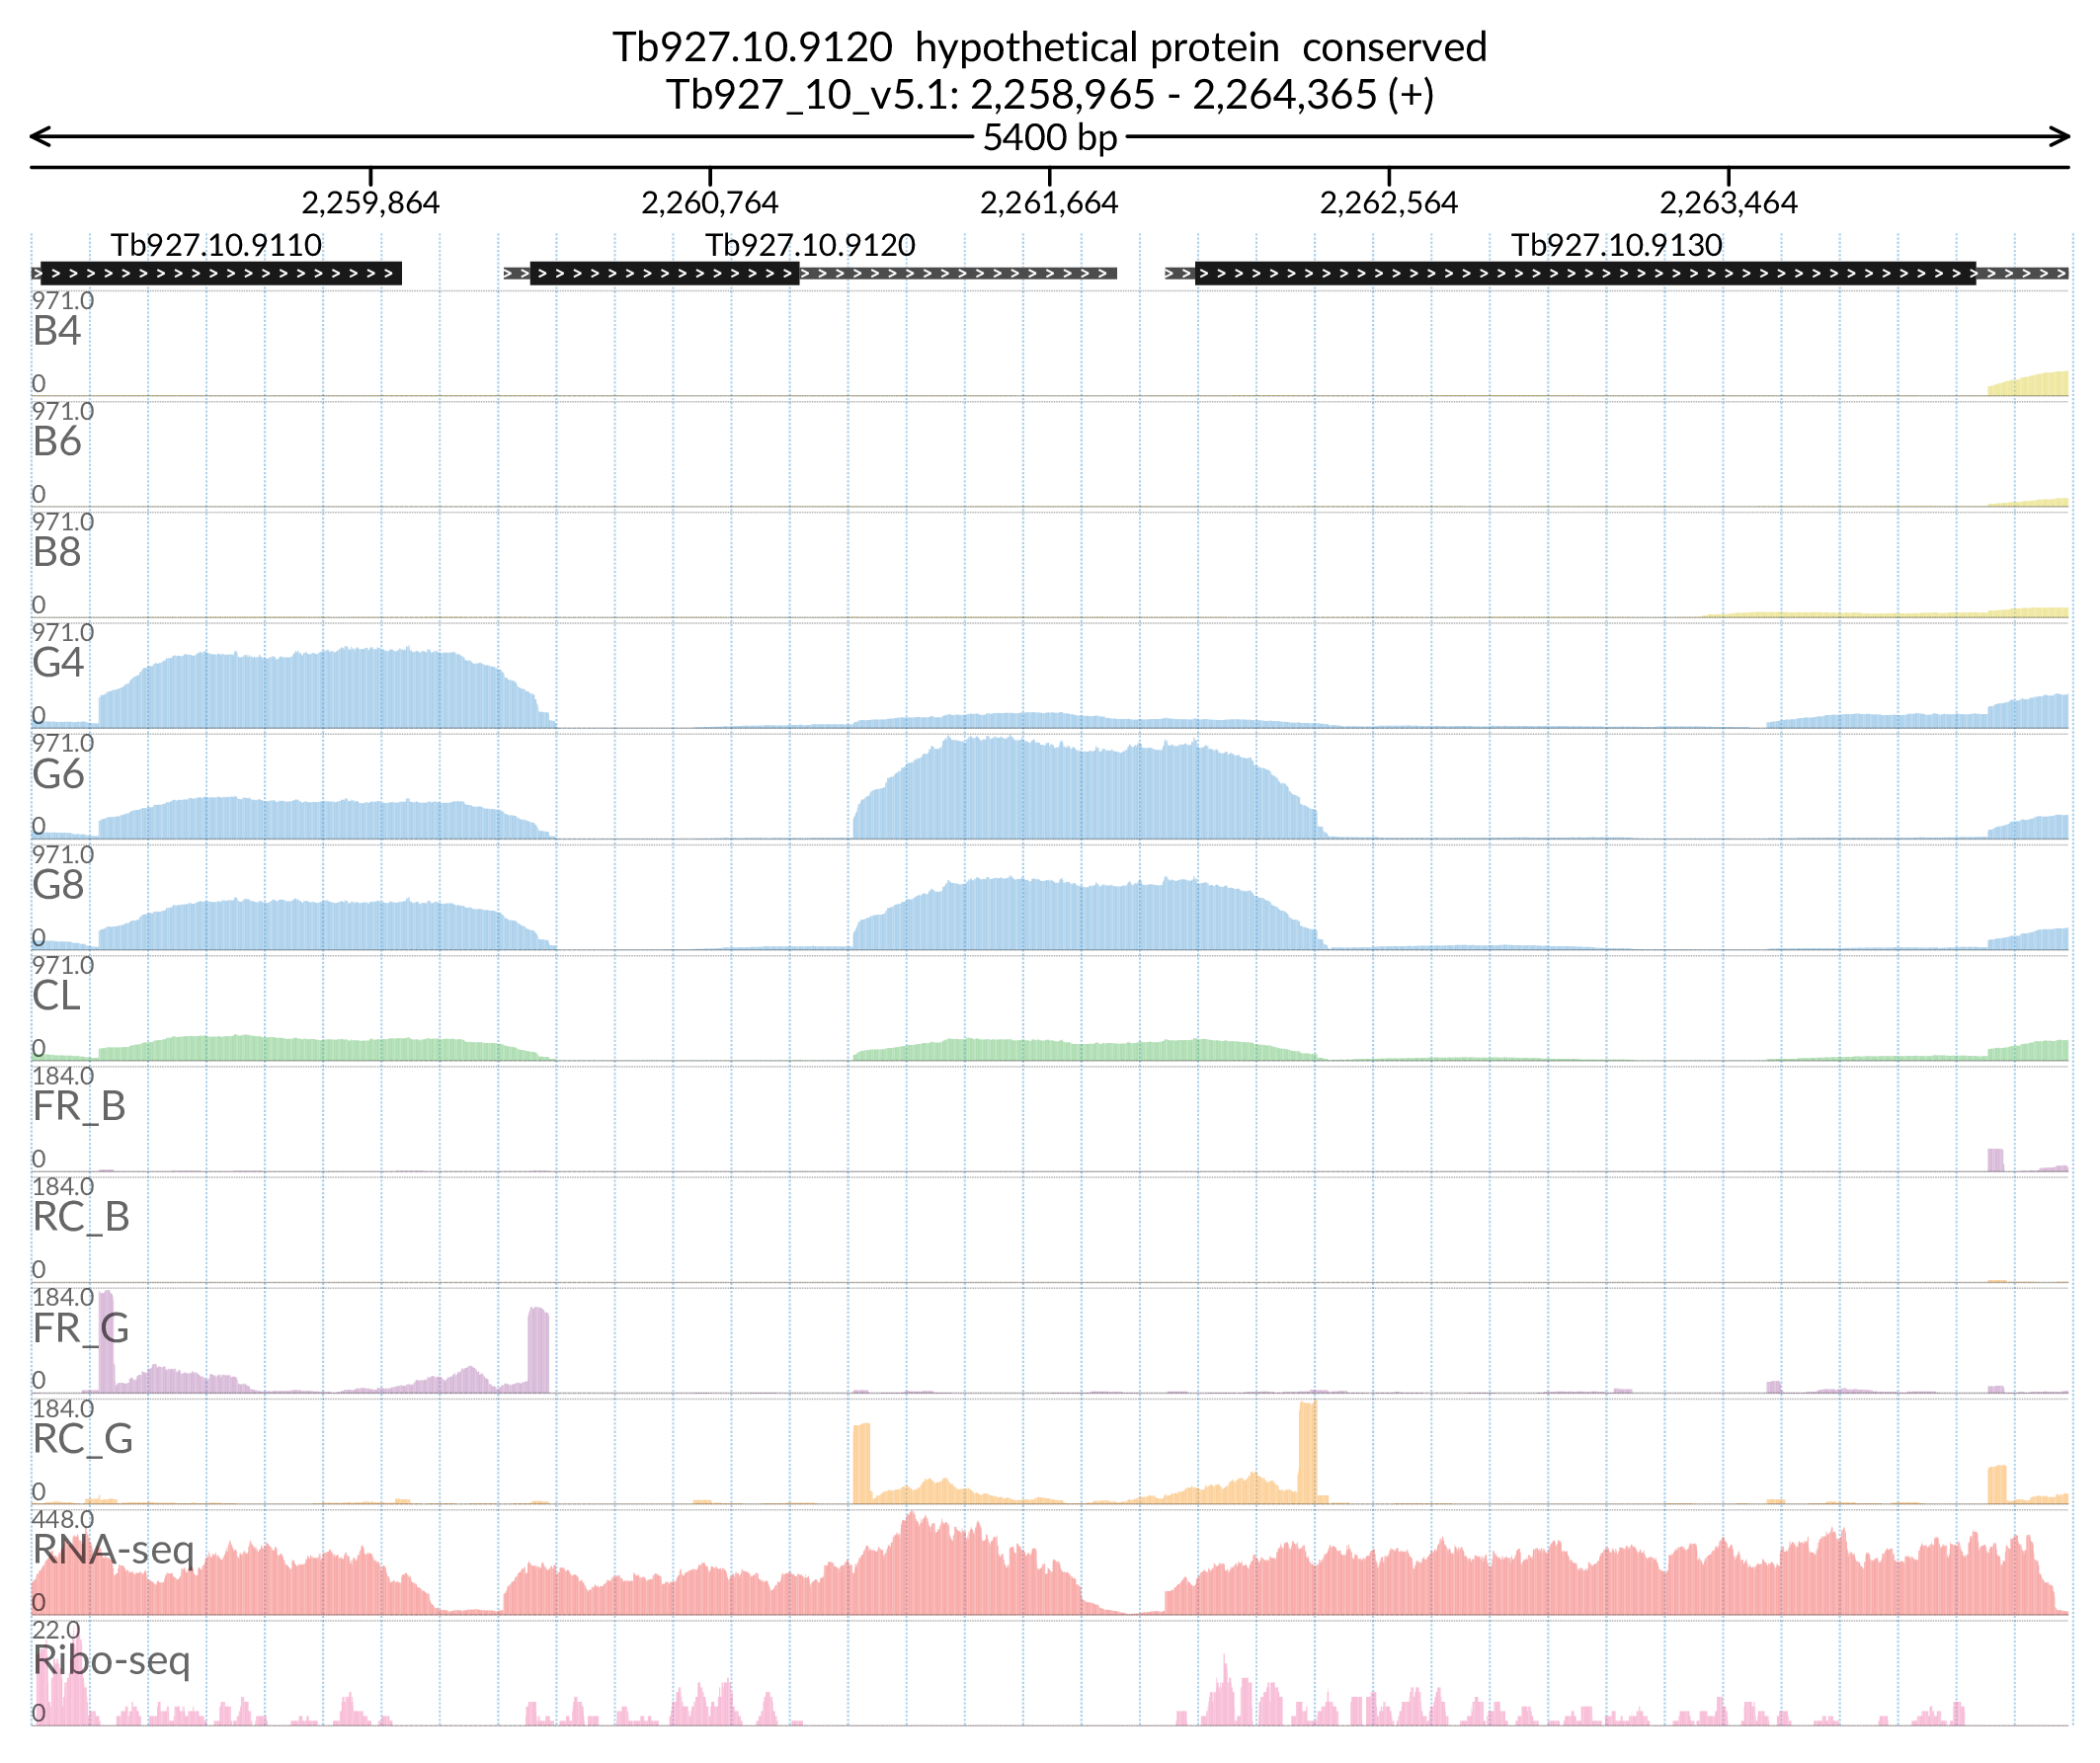 Tb927.10.9120 hypothetical protein conserved
Tb927_10_v5.1: 2,258,965 - 2,264,365 (+)
5400 bp
2,259,864 2,260,764 2,261,664 2,262,564 2,263,464
Tb927.10.9110 Tb927.10.9120 Tb927.10.9130
971.0
B4
0
971.0
B6
0
971.0
B8
0
971.0
G4
0
971.0
G6
0
971.0
G8
0
971.0
CL
0
184.0
FR_B
0
184.0
RC_B
0
184.0
FR_G
0
184.0
RC_G
0
448.0
RNA-seq
0
22.0
Ribo-seq
0